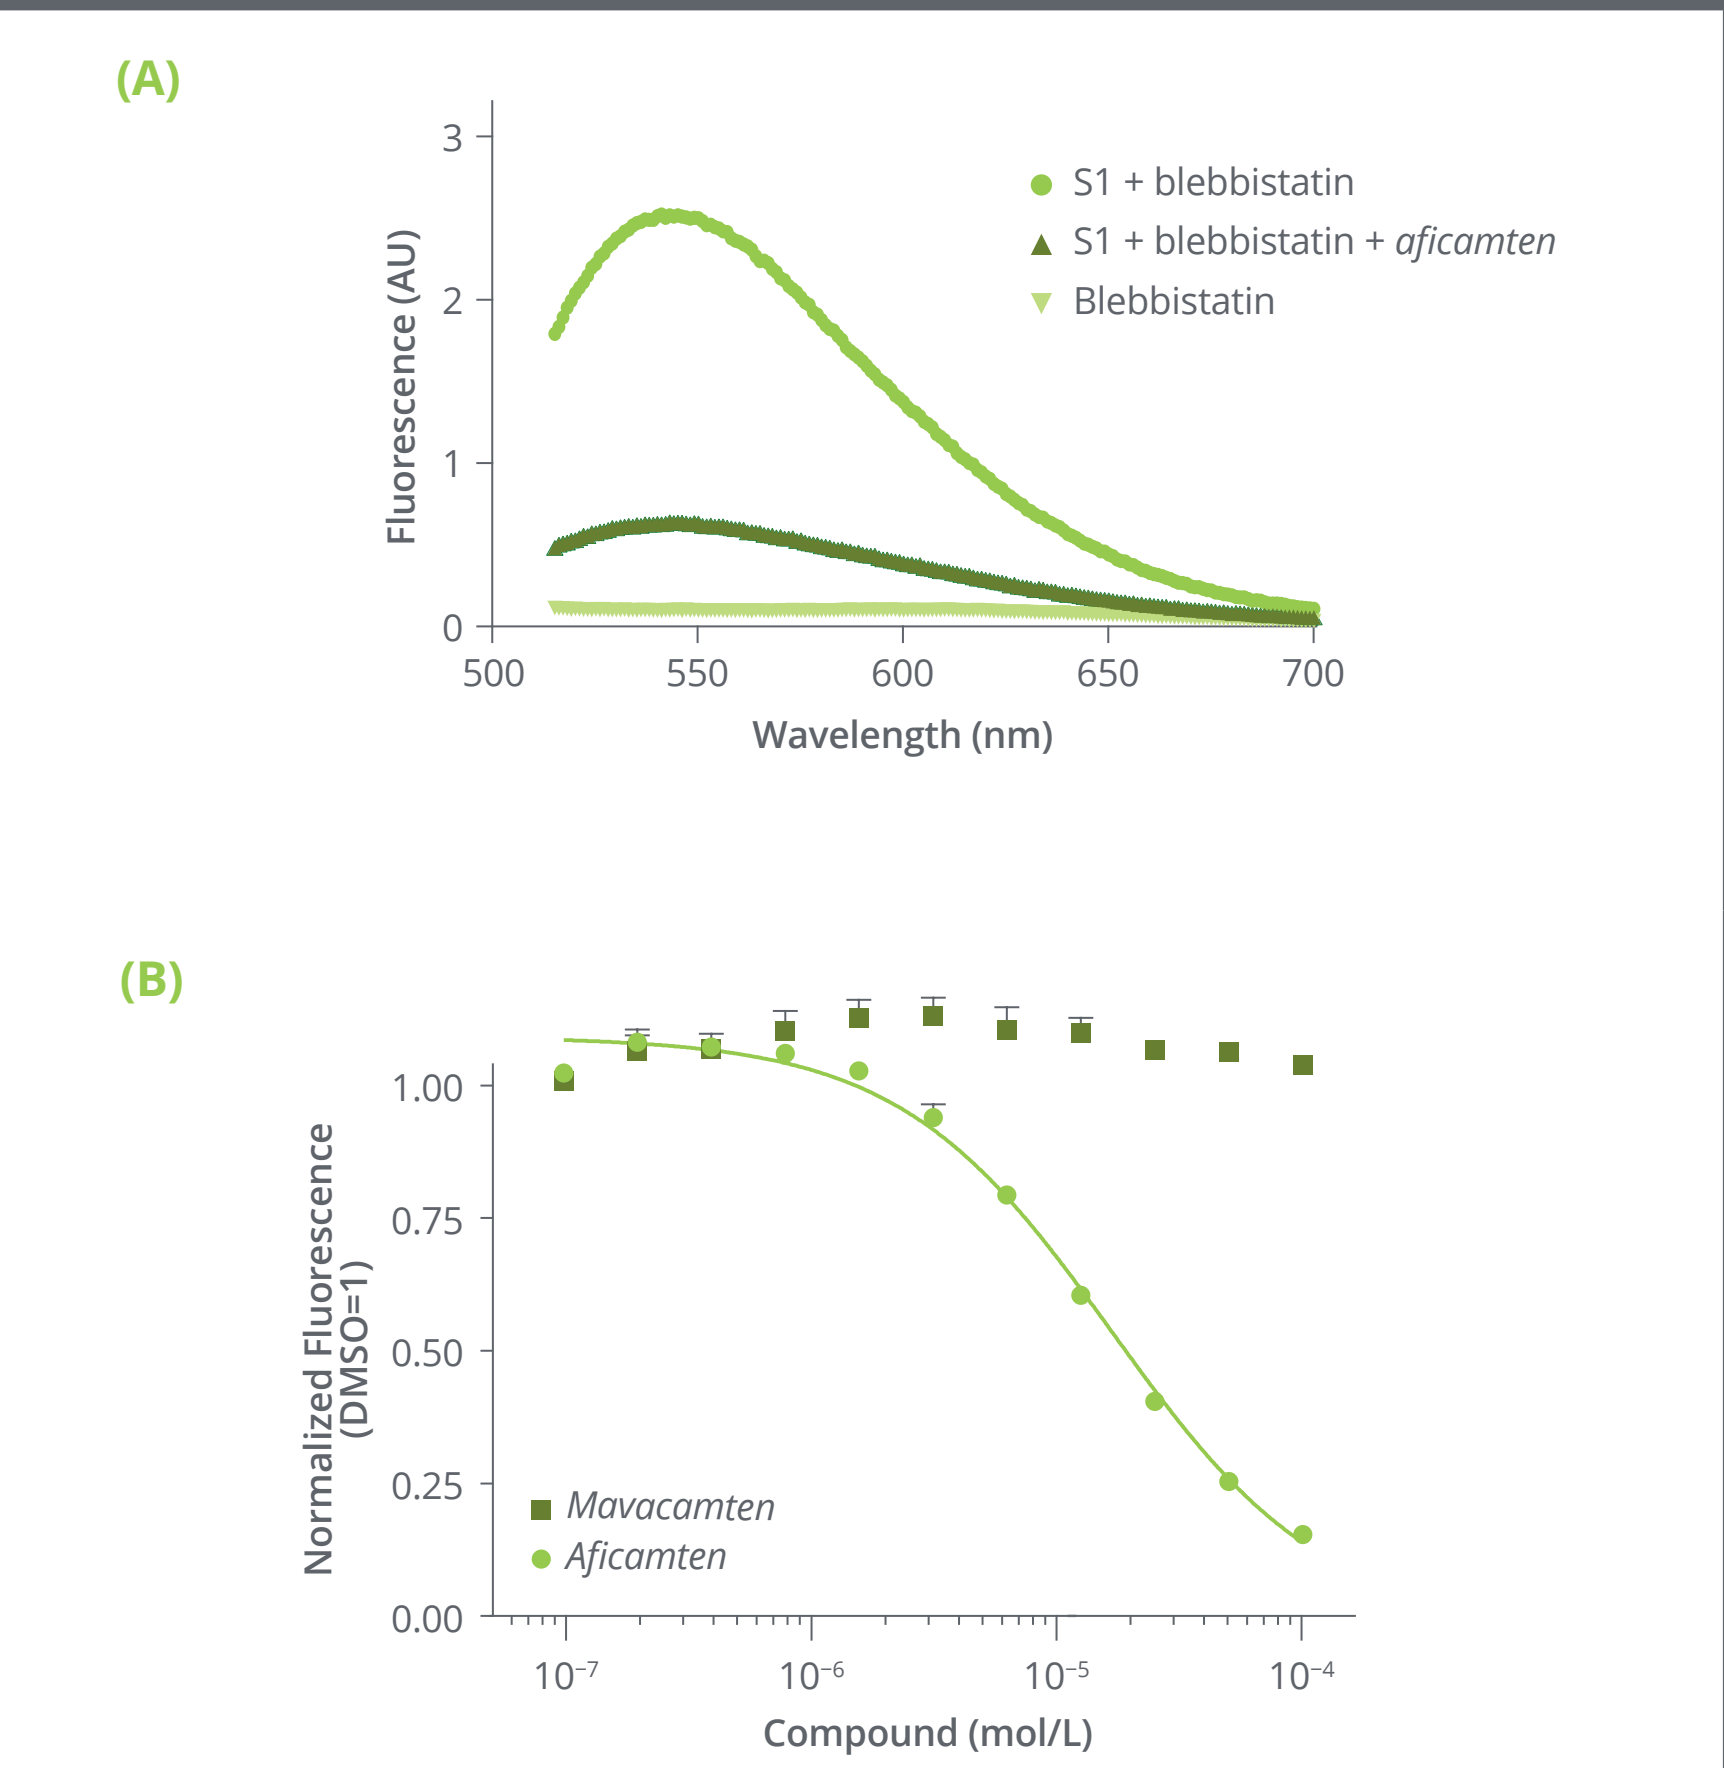 (A)
3
2
1
0
Fluorescence (AU)
500 550 600 650 700
Wavelength (nm)
S1 + blebbistatin
S1 + blebbistatin + aficamten
Blebbistatin
(B)
1.00
0.75
0.50
0.25
0.00
Normalized Fluorescence
(DMSO=1)
Mavacamten
Aficamten
10⁻⁷ 10⁻⁶ 10⁻⁵ 10⁻⁴
Compound (mol/L)